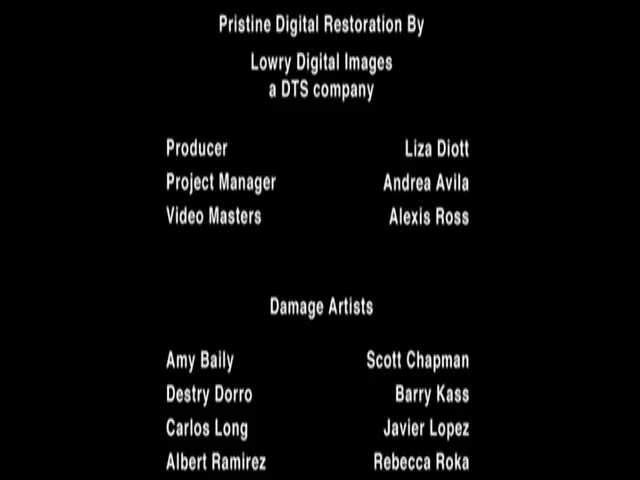 Pristine Digital Restoration By
Lowry Digital Images
a DTS company
Producer Liza Diott
Project Manager Andrea Avila
Video Masters Alexis Ross
Damage Artists
Amy Baily Scott Chapman
Destry Dorro Barry Kass
Carlos Long Javier Lopez
Albert Ramirez Rebecca Roka